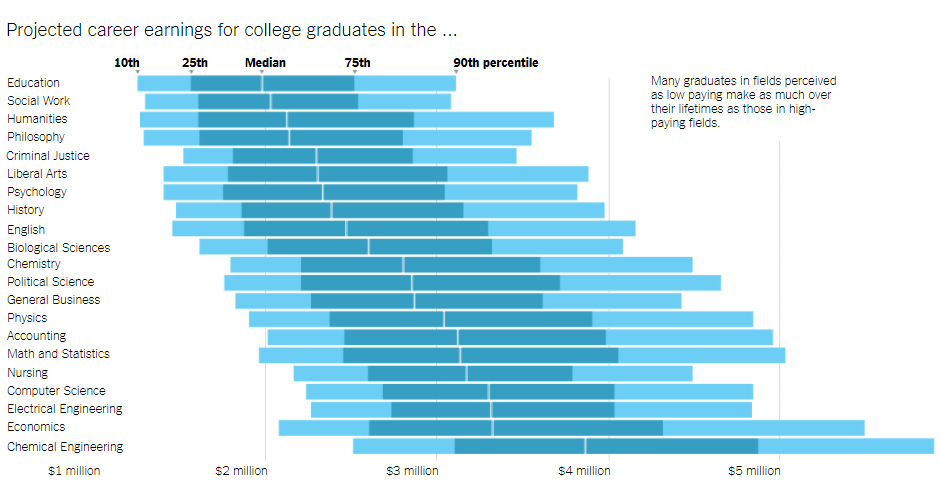 Projected career earnings for college graduates in the ...
10th 25th Median 75th 90th percentile
Many graduates in fields perceived
as low paying make as much over
their lifetimes as those in high-
paying fields.
Education
Social Work
Humanities
Philosophy
Criminal Justice
Liberal Arts
Psychology
History
English
Biological Sciences
Chemistry
Political Science
General Business
Physics
Accounting
Math and Statistics
Nursing
Computer Science
Electrical Engineering
Economics
Chemical Engineering
$1 million $2 million $3 million $4 million $5 million